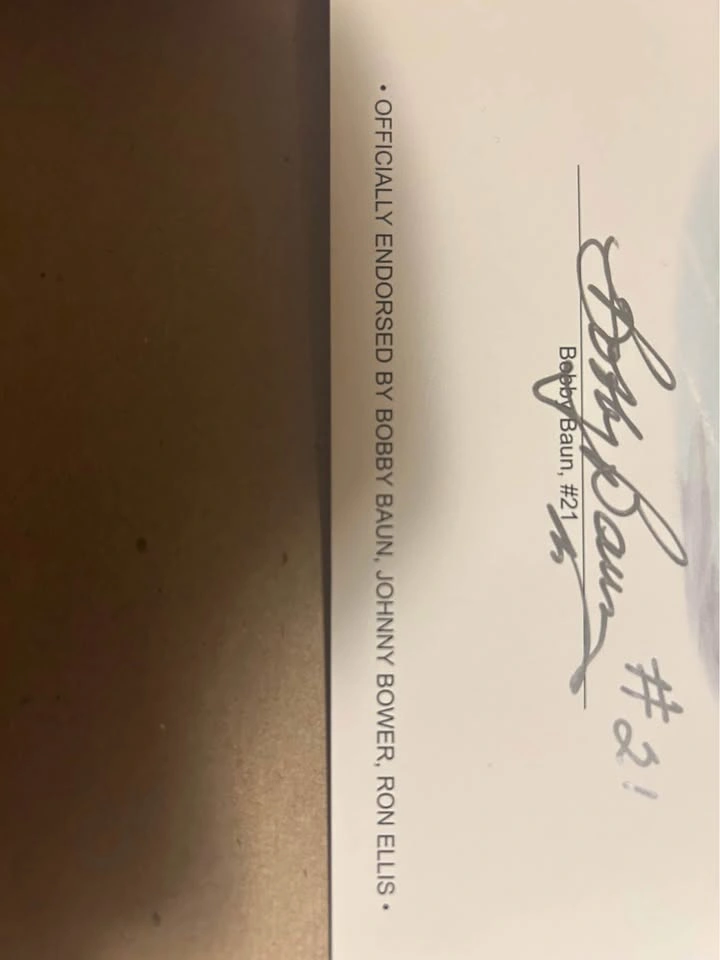 Bobby Baun #21
Bobby Baun, #21
• OFFICIALLY ENDORSED BY BOBBY BAUN, JOHNNY BOWER, RON ELLIS •